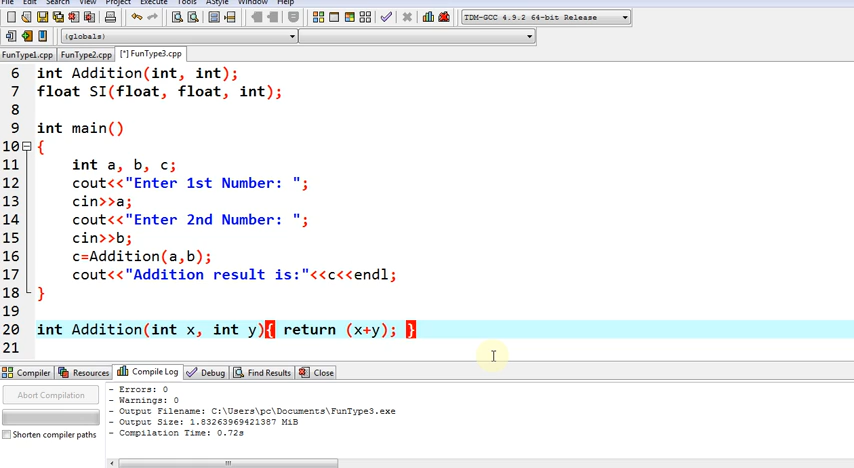 File Edit Search View Project Execute Tools AStyle Window Help
TDM-GCC 4.9.2 64-bit Release
(globals)
FunType1.cpp FunType2.cpp [*] FunType3.cpp
6 int Addition(int, int);
7 float SI(float, float, int);
8
9 int main()
10 {
11 int a, b, c;
12 cout<<"Enter 1st Number: ";
13 cin>>a;
14 cout<<"Enter 2nd Number: ";
15 cin>>b;
16 c=Addition(a,b);
17 cout<<"Addition result is:"<<c<<endl;
18 }
19
20 int Addition(int x, int y){ return (x+y); }
21
Compiler Resources Compile Log Debug Find Results Close
Abort Compilation
Shorten compiler paths
- Errors: 0
- Warnings: 0
- Output Filename: C:\Users\pc\Documents\FunType3.exe
- Output Size: 1.83263969421387 MiB
- Compilation Time: 0.72s